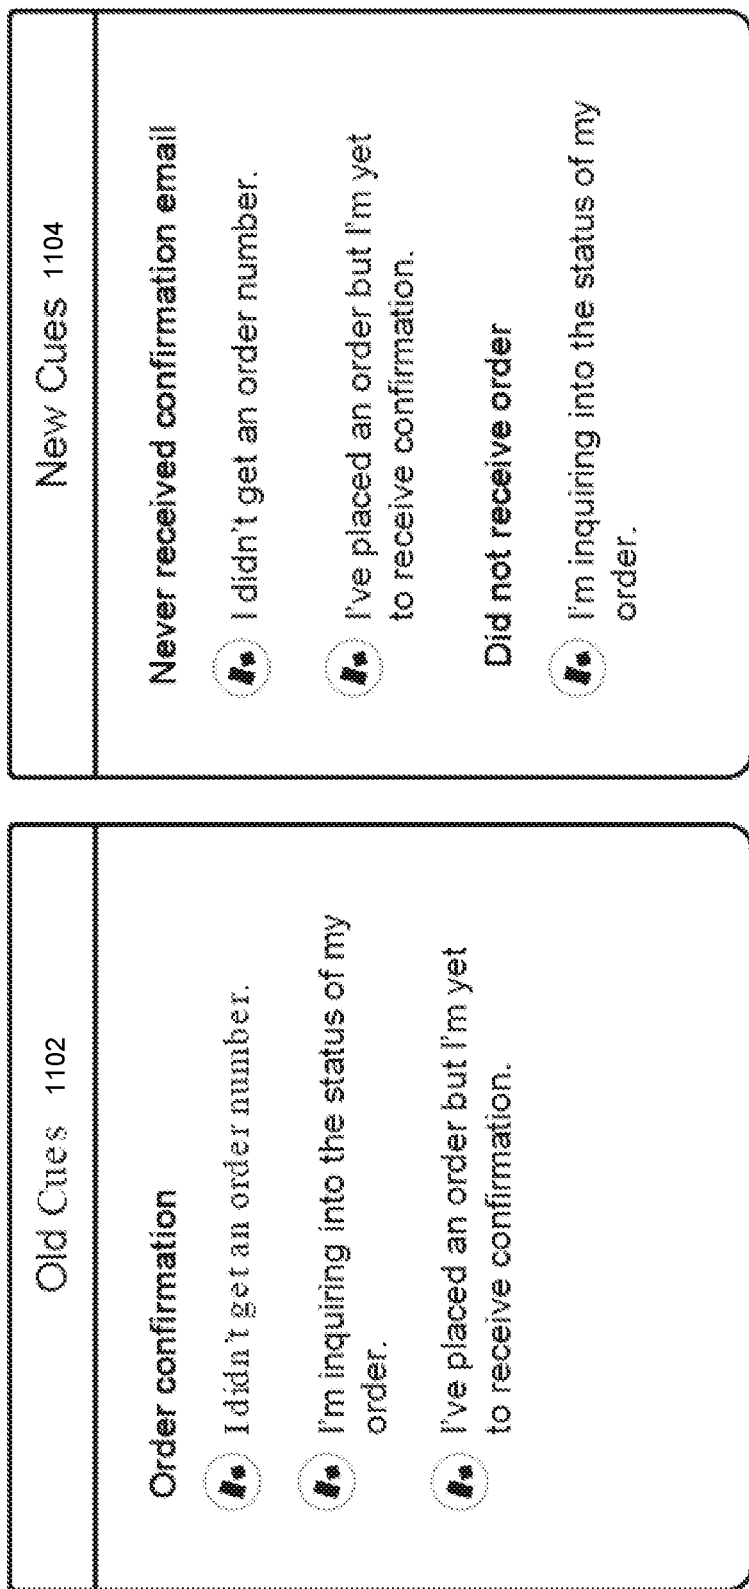 Old Cues 1102
Order confirmation
I didn't get an order number.
I'm inquiring into the status of my
order.
I've placed an order but I'm yet
to receive confirmation.
New Cues 1104
Never received confirmation email
I didn't get an order number.
I've placed an order but I'm yet
to receive confirmation.
Did not receive order
I'm inquiring into the status of my
order.